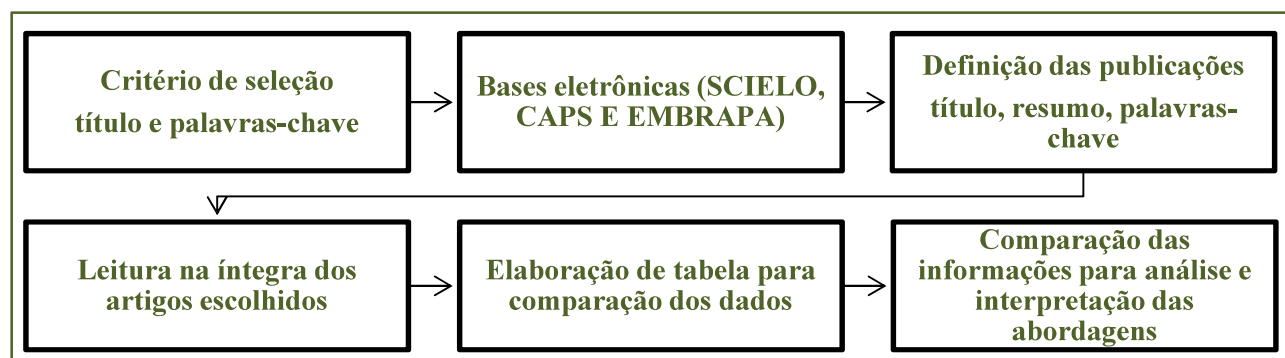 Critério de seleção
título e palavras-chave
Bases eletrônicas (SCIELO,
CAPS E EMBRAPA)
Definição das publicações
título, resumo, palavras-
chave
Leitura na íntegra dos
artigos escolhidos
Elaboração de tabela para
comparação dos dados
Comparação das
informações para análise e
interpretação das
abordagens